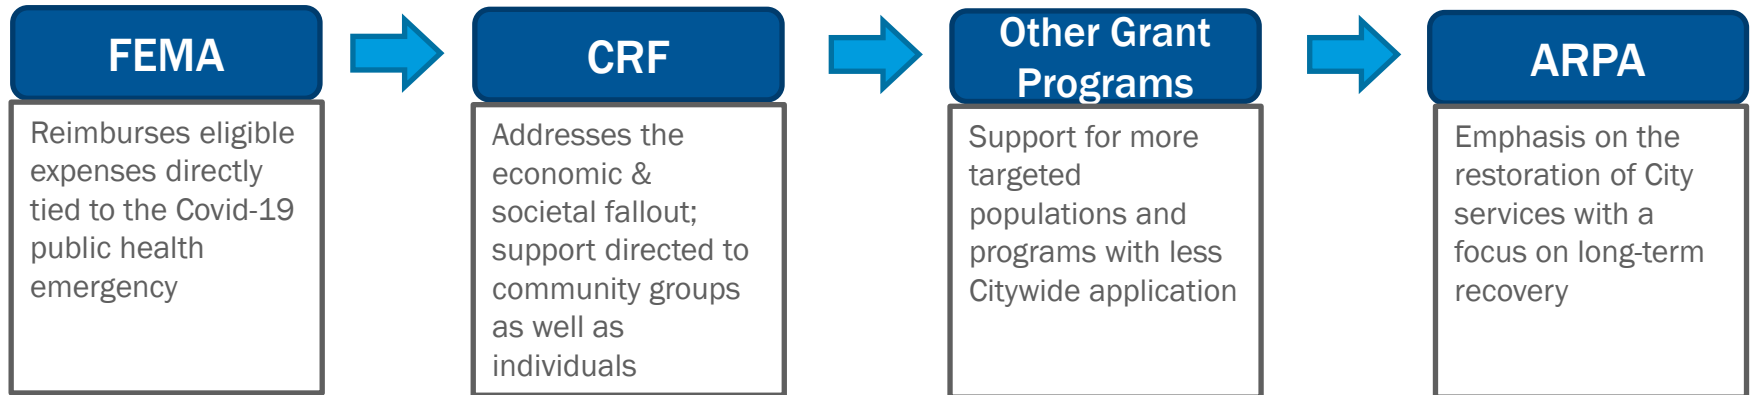 FEMA
Reimburses eligible
expenses directly
tied to the Covid-19
public health
emergency
CRF
Addresses the
economic &
societal fallout;
support directed to
community groups
as well as
individuals
Other Grant
Programs
Support for more
targeted
populations and
programs with less
Citywide application
ARPA
Emphasis on the
restoration of City
services with a
focus on long-term
recovery